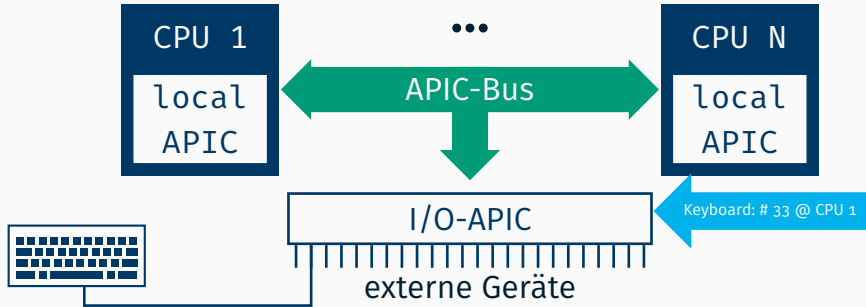 CPU 1
...
CPU N
local
APIC
APIC-Bus
local
APIC
I/O-APIC
Keyboard: # 33 @ CPU 1
externe Geräte